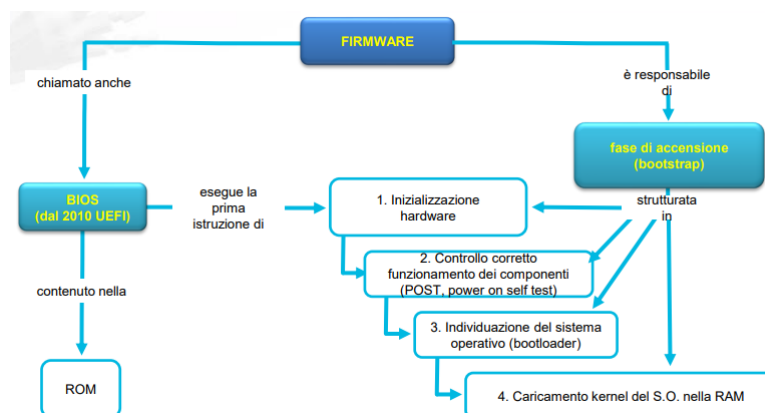 FIRMWARE
chiamato anche
è responsabile
di
fase di accensione
(bootstrap)
BIOS
(dal 2010 UEFI)
esegue la
prima
istruzione di
1. Inizializzazione
hardware
strutturata
in
2. Controllo corretto
funzionamento dei componenti
(POST, power on self test)
contenuto nella
3. Individuazione del sistema
operativo (bootloader)
ROM
4. Caricamento kernel del S.O. nella RAM